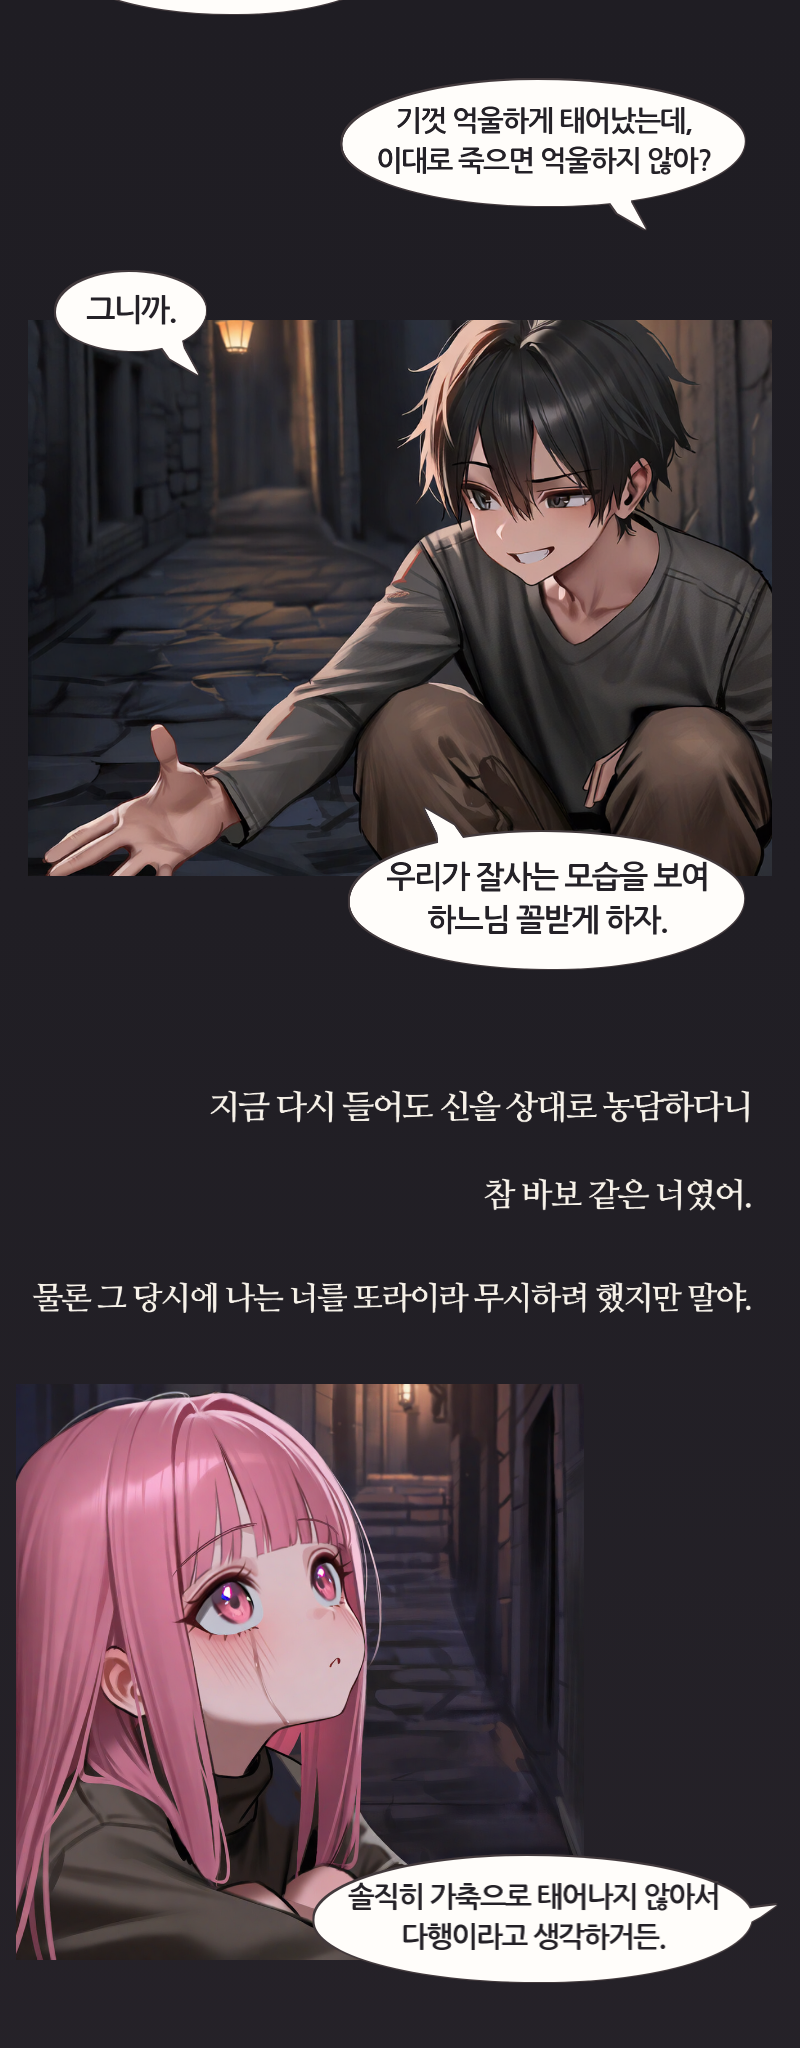 기껏 억울하게 태어났는데,
이대로 죽으면 억울하지 않아?
그니까.
우리가 잘사는 모습을 보여
하느님 꼴받게 하자.
지금 다시 들어도 신을 상대로 농담하다니
참 바보 같은 너였어.
물론 그 당시에 나는 너를 또라이라 무시하려 했지만 말야.
솔직히 가축으로 태어나지 않아서
다행이라고 생각하거든.